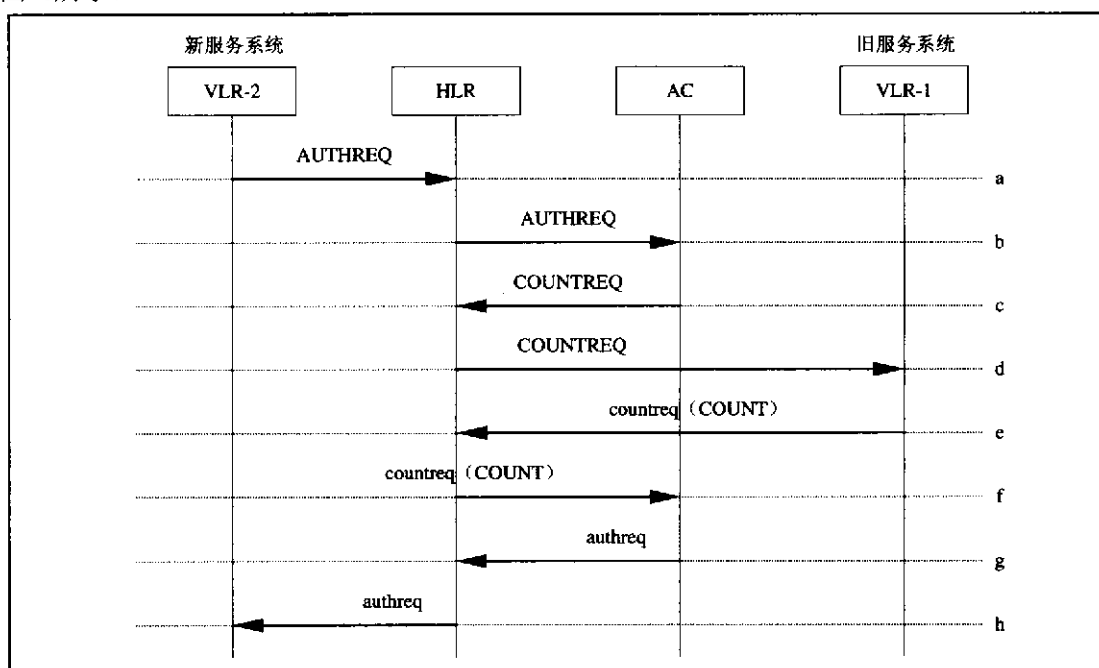 新服务系统 旧服务系统
VLR-2 HLR AC VLR-1
AUTHREQ
a
AUTHREQ
b
COUNTREQ
c
COUNTREQ
d
countreq（COUNT）
e
countreq（COUNT）
f
authreq
g
authreq
h